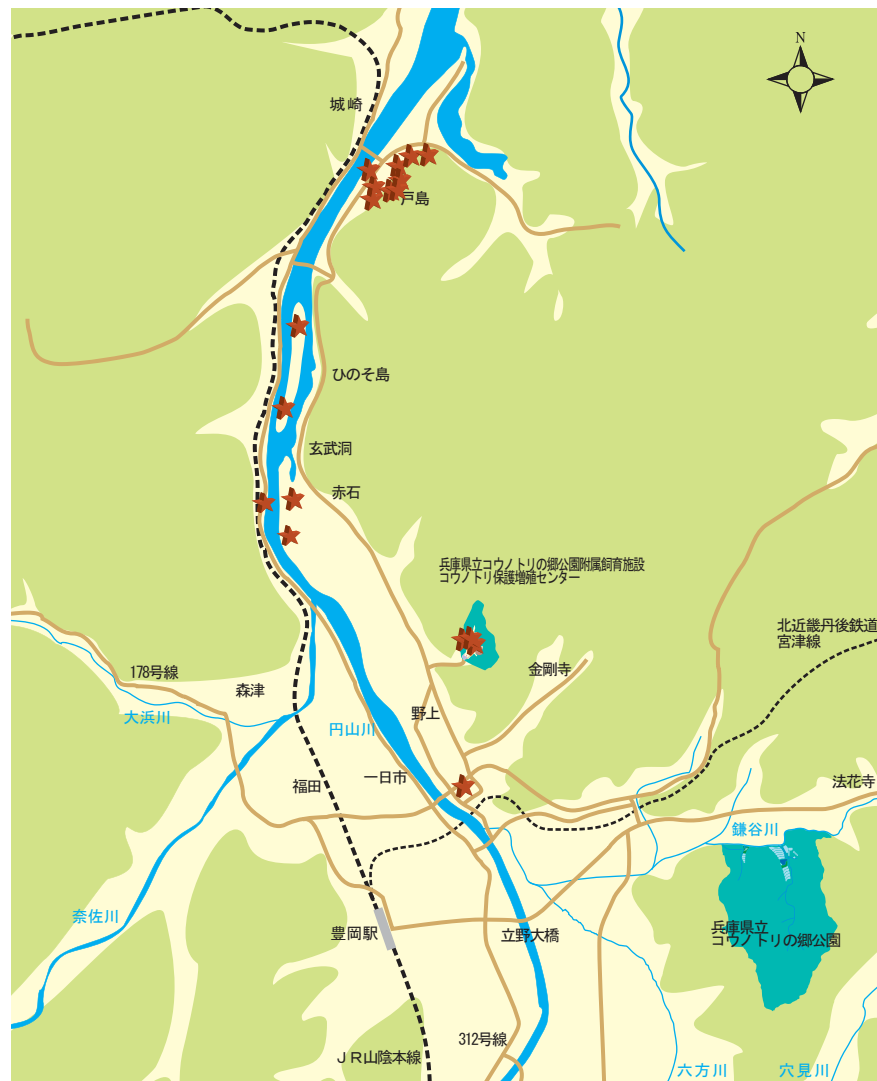 N
城崎
戸島
ひのそ島
玄武洞
赤石
兵庫県立コウノトリの郷公園附属飼育施設
コウノトリ保護増殖センター
北近畿丹後鉄道
宮津線
金剛寺
178号線
森津
大浜川
野上
円山川
一日市
福田
法花寺
鎌谷川
奈佐川
豊岡駅
立野大橋
兵庫県立
コウノトリの郷公園
312号線
JR山陰本線
六方川
穴見川